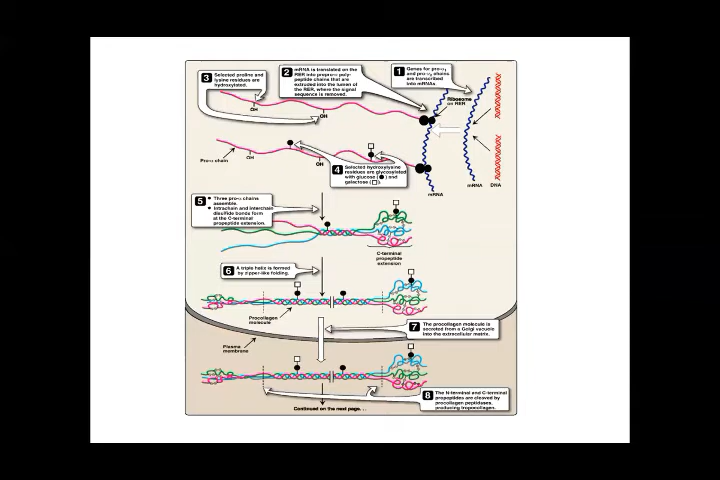 1 Genes for pro-α1
and pro-α2 chains
are transcribed
into mRNAs.
2 mRNA is translated on the
RER into prepro-α poly-
peptide chains that are
extruded into the lumen of
the RER, where the signal
sequence is removed.
3 Selected proline and
lysine residues are
hydroxylated.
Ribosome
on RER
OH
OH
Pro-α chain
OH
OH
4 Selected hydroxylysine
residues are glycosylated
with glucose (●) and
galactose (□).
mRNA
mRNA
DNA
5 ● Three pro-α chains
assemble.
● Intrachain and interchain
disulfide bonds form
at the C-terminal
propeptide extension.
C-terminal
propeptide
extension
6 A triple helix is formed
by zipper-like folding.
Procollagen
molecule
7 The procollagen molecule is
secreted from a Golgi vacuole
into the extracellular matrix.
Plasma
membrane
8 The N-terminal and C-terminal
propeptides are cleaved by
procollagen peptidases,
producing tropocollagen.
Continued on the next page. . .